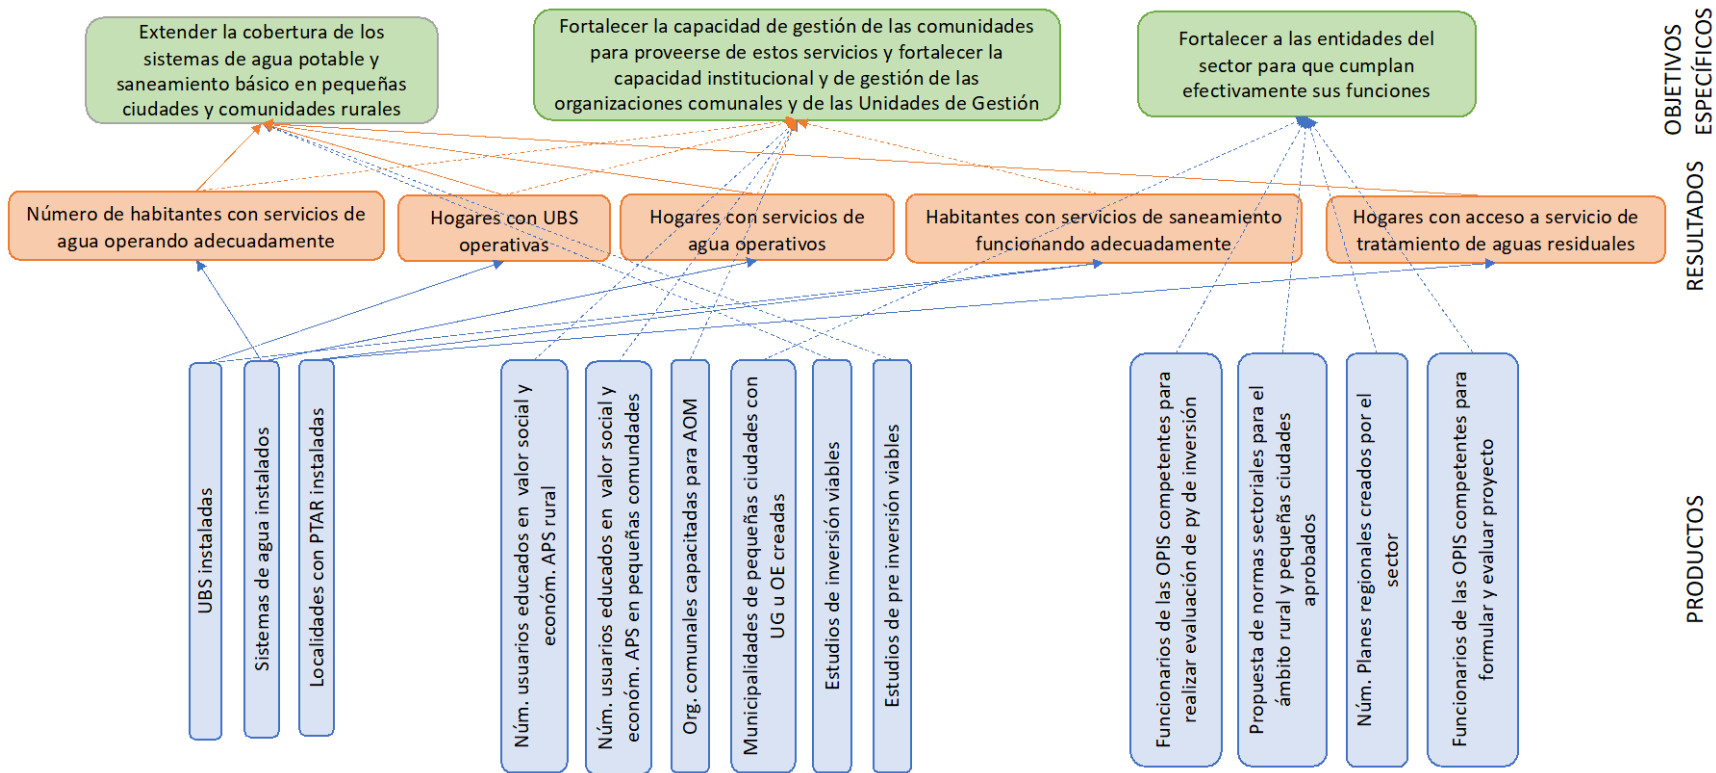 Extender la cobertura de los
sistemas de agua potable y
saneamiento básico en pequeñas
ciudades y comunidades rurales
Fortalecer la capacidad de gestión de las comunidades
para proveerse de estos servicios y fortalecer la
capacidad institucional y de gestión de las
organizaciones comunales y de las Unidades de Gestión
Fortalecer a las entidades del
sector para que cumplan
efectivamente sus funciones
OBJETIVOS
ESPECÍFICOS
Número de habitantes con servicios de
agua operando adecuadamente
Hogares con UBS
operativas
Hogares con servicios de
agua operativos
Habitantes con servicios de saneamiento
funcionando adecuadamente
Hogares con acceso a servicio de
tratamiento de aguas residuales
RESULTADOS
UBS instaladas
Sistemas de agua instalados
Localidades con PTAR instaladas
Núm. usuarios educados en valor social y
económ. APS rural
Núm. usuarios educados en valor social y
económ. APS en pequeñas comundades
Org. comunales capacitadas para AOM
Municipalidades de pequeñas ciudades con
UG u OE creadas
Estudios de inversión viables
Estudios de pre inversión viables
Funcionarios de las OPIS competentes para
realizar evaluación de py de inversión
Propuesta de normas sectoriales para el
ámbito rural y pequeñas ciudades
aprobados
Núm. Planes regionales creados por el
sector
Funcionarios de las OPIS competentes para
formular y evaluar proyecto
PRODUCTOS